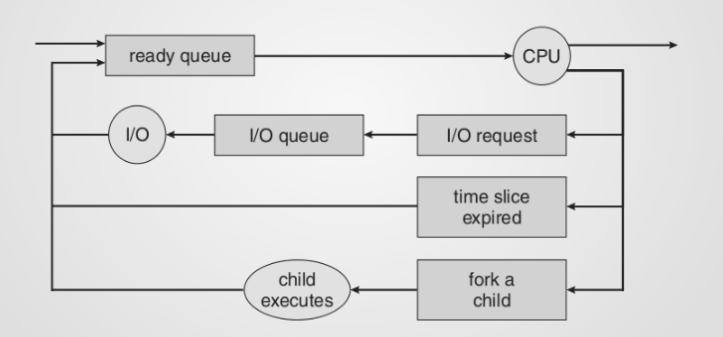 ready queue
CPU
I/O
I/O queue
I/O request
time slice
expired
child
executes
fork a
child